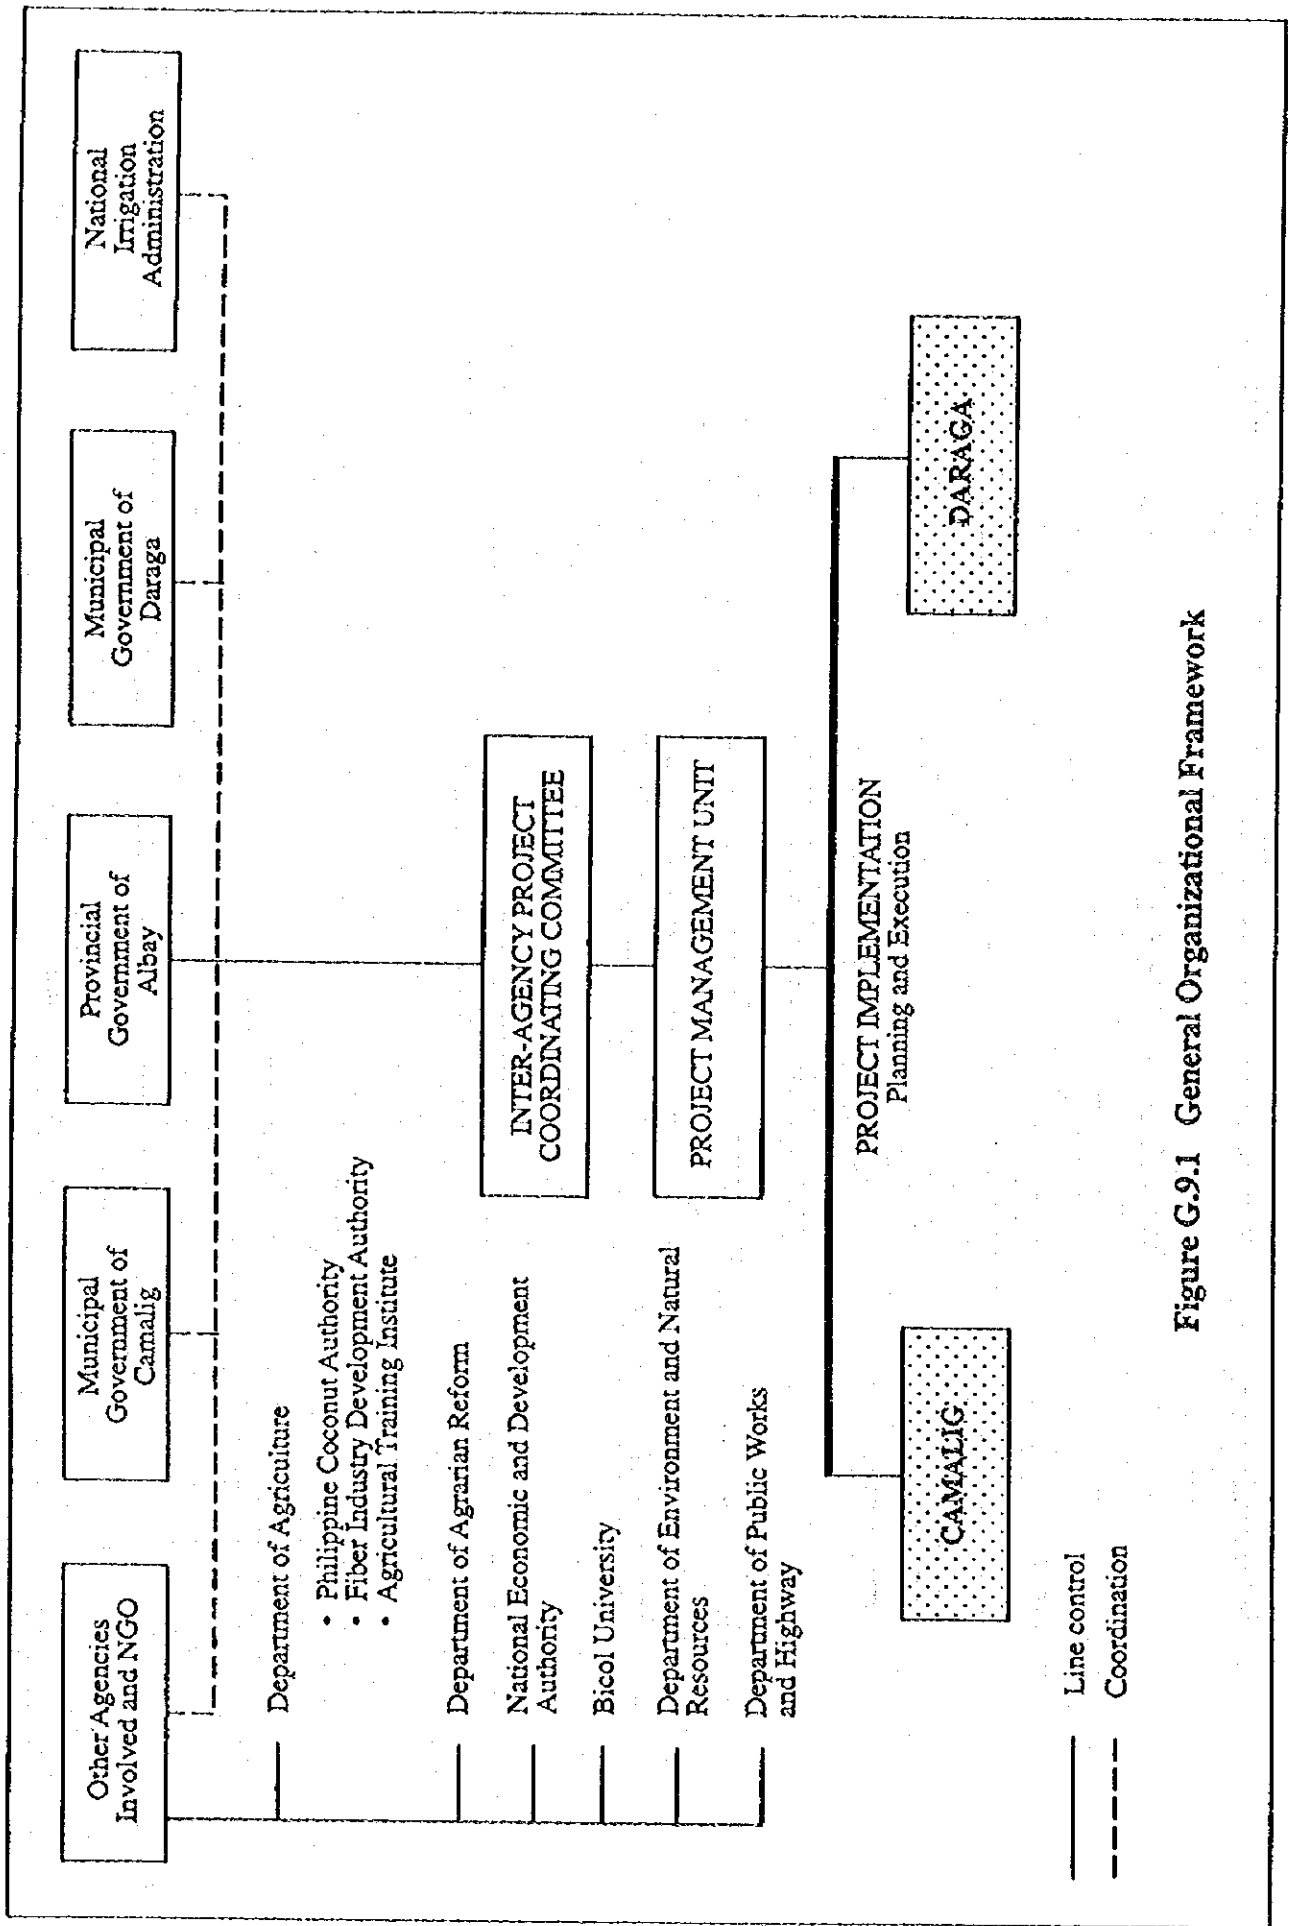 Other Agencies
Involved and NGO
Municipal
Government of
Camalig
Provincial
Government of
Albay
Municipal
Government of
Daraga
National
Irrigation
Administration
Department of Agriculture
• Philippine Coconut Authority
• Fiber Industry Development Authority
• Agricultural Training Institute
Department of Agrarian Reform
National Economic and Development
Authority
Bicol University
Department of Environment and Natural
Resources
Department of Public Works
and Highway
INTER-AGENCY PROJECT
COORDINATING COMMITTEE
PROJECT MANAGEMENT UNIT
PROJECT IMPLEMENTATION
Planning and Execution
CAMALIG
DARAGA
Line control
Coordination
Figure G.9.1 General Organizational Framework